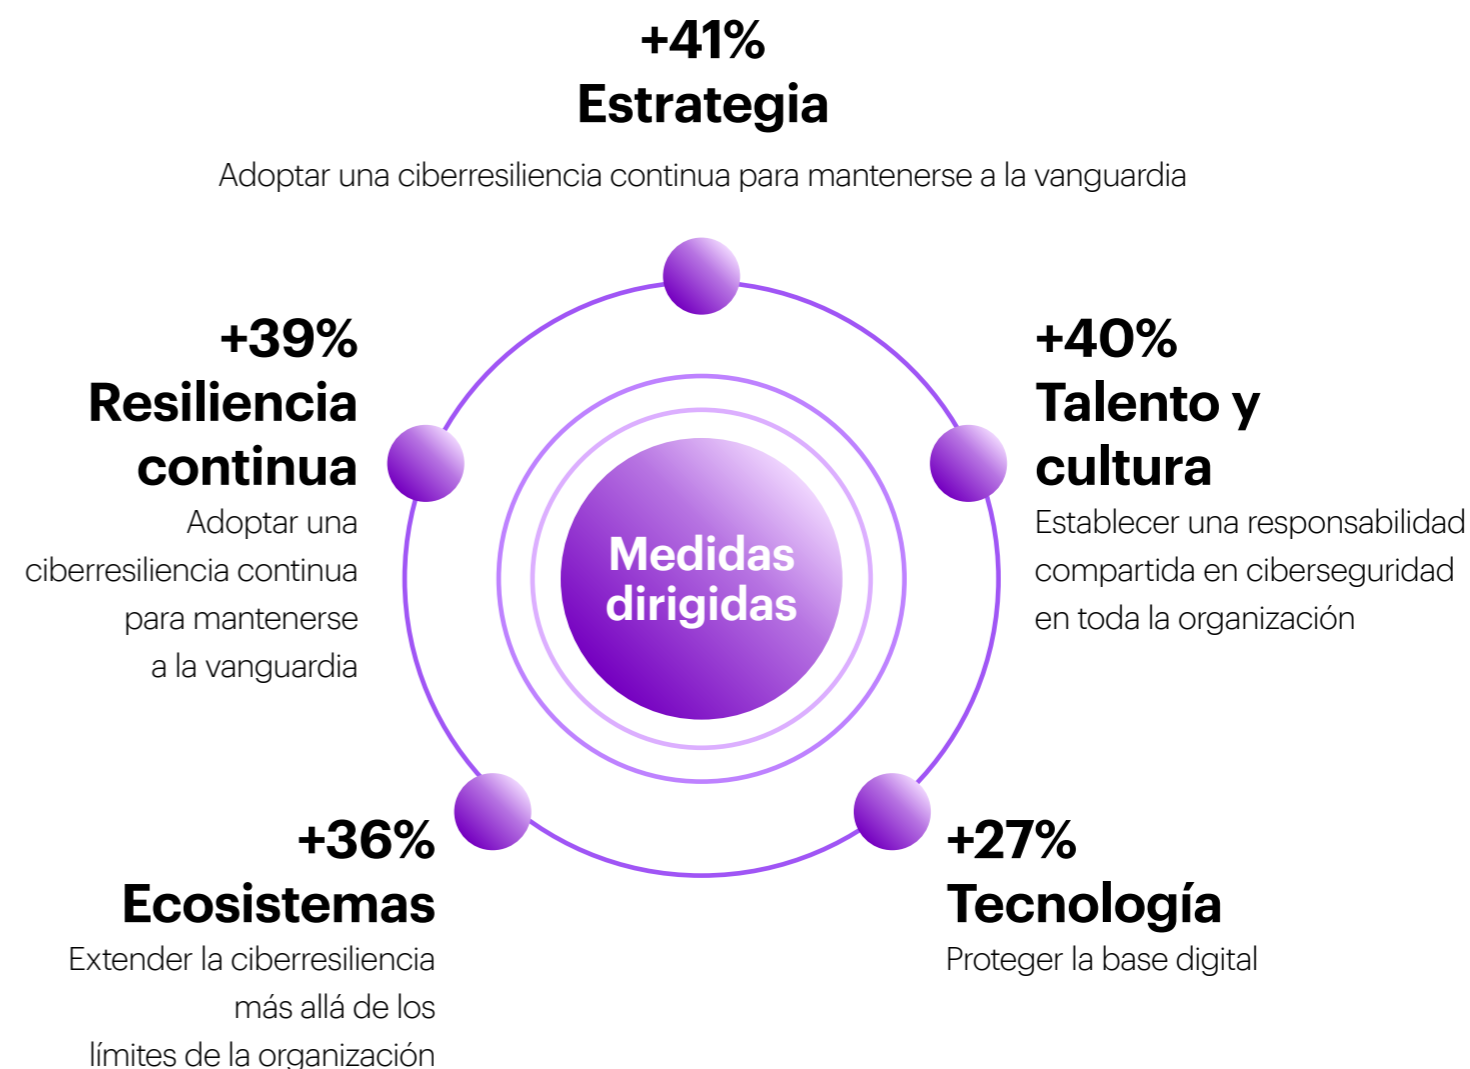 +41%
Estrategia
Adoptar una ciberresiliencia continua para mantenerse a la vanguardia
+39%
Resiliencia
continua
Adoptar una
ciberresiliencia continua
para mantenerse
a la vanguardia
+40%
Talento y
cultura
Establecer una responsabilidad
compartida en ciberseguridad
en toda la organización
Medidas
dirigidas
+36%
Ecosistemas
Extender la ciberresiliencia
más allá de los
límites de la organización
+27%
Tecnología
Proteger la base digital